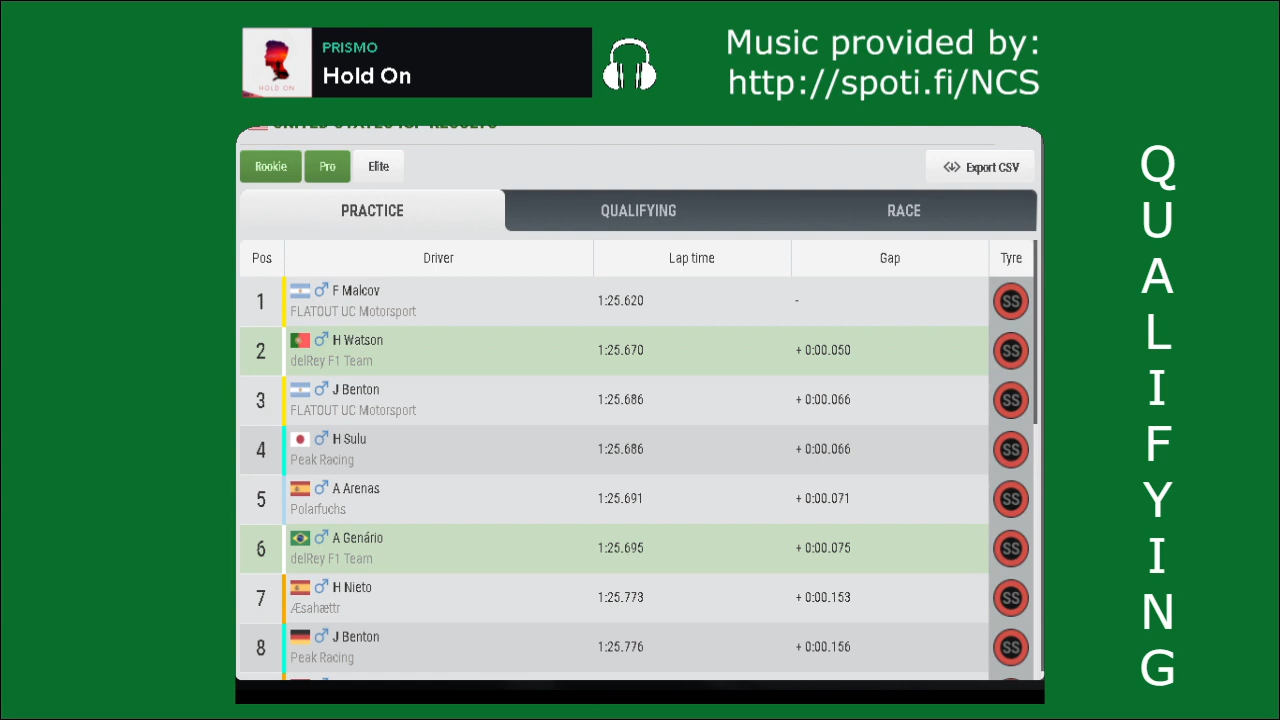 PRISMO
Hold On
HOLD ON
Music provided by:
http://spoti.fi/NCS
UNITED STATES IGP RESULTS
Rookie
Pro
Elite
Export CSV
PRACTICE
QUALIFYING
RACE
Pos Driver Lap time Gap Tyre
1 F Malcov 1:25.620 - SS
FLATOUT UC Motorsport
2 H Watson 1:25.670 + 0:00.050 SS
delRey F1 Team
3 J Benton 1:25.686 + 0:00.066 SS
FLATOUT UC Motorsport
4 H Sulu 1:25.686 + 0:00.066 SS
Peak Racing
5 A Arenas 1:25.691 + 0:00.071 SS
Polarfuchs
6 A Genário 1:25.695 + 0:00.075 SS
delRey F1 Team
7 H Nieto 1:25.773 + 0:00.153 SS
Æsahættr
8 J Benton 1:25.776 + 0:00.156 SS
Peak Racing
QUALIFYING